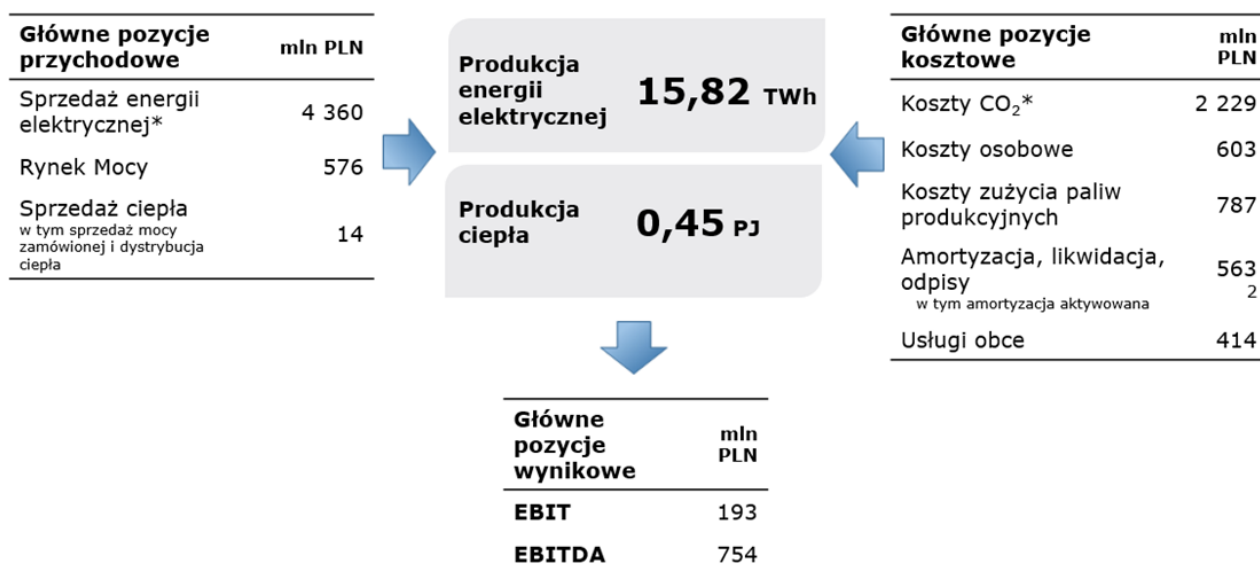 Główne pozycje
przychodowe mln PLN
Sprzedaż energii
elektrycznej* 4 360
Rynek Mocy 576
Sprzedaż ciepła
w tym sprzedaż mocy
zamówionej i dystrybucja
ciepła 14
Produkcja
energii
elektrycznej 15,82 TWh
Produkcja
ciepła 0,45 PJ
Główne pozycje
kosztowe mln
PLN
Koszty CO₂* 2 229
Koszty osobowe 603
Koszty zużycia paliw
produkcyjnych 787
Amortyzacja, likwidacja,
odpisy 563
w tym amortyzacja aktywowana 2
Usługi obce 414
Główne
pozycje
wynikowe mln
PLN
EBIT 193
EBITDA 754